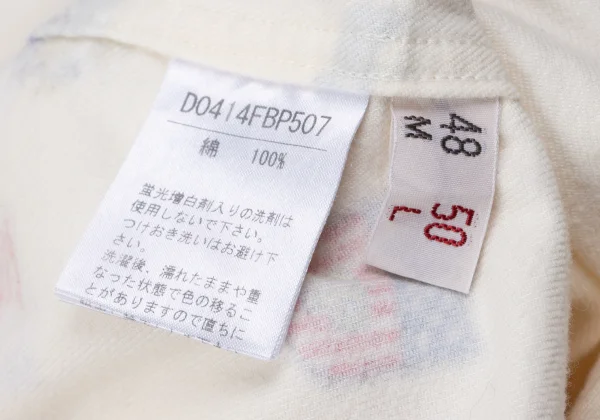 D0414FBP507
綿 100%
蛍光増白剤入りの洗剤は
使用しないで下さい。
つけおき洗いはお避け下
さい。
洗濯後、濡れたままや重
なった状態で色の移るこ
とがありますので直ちに
48
M
50
L